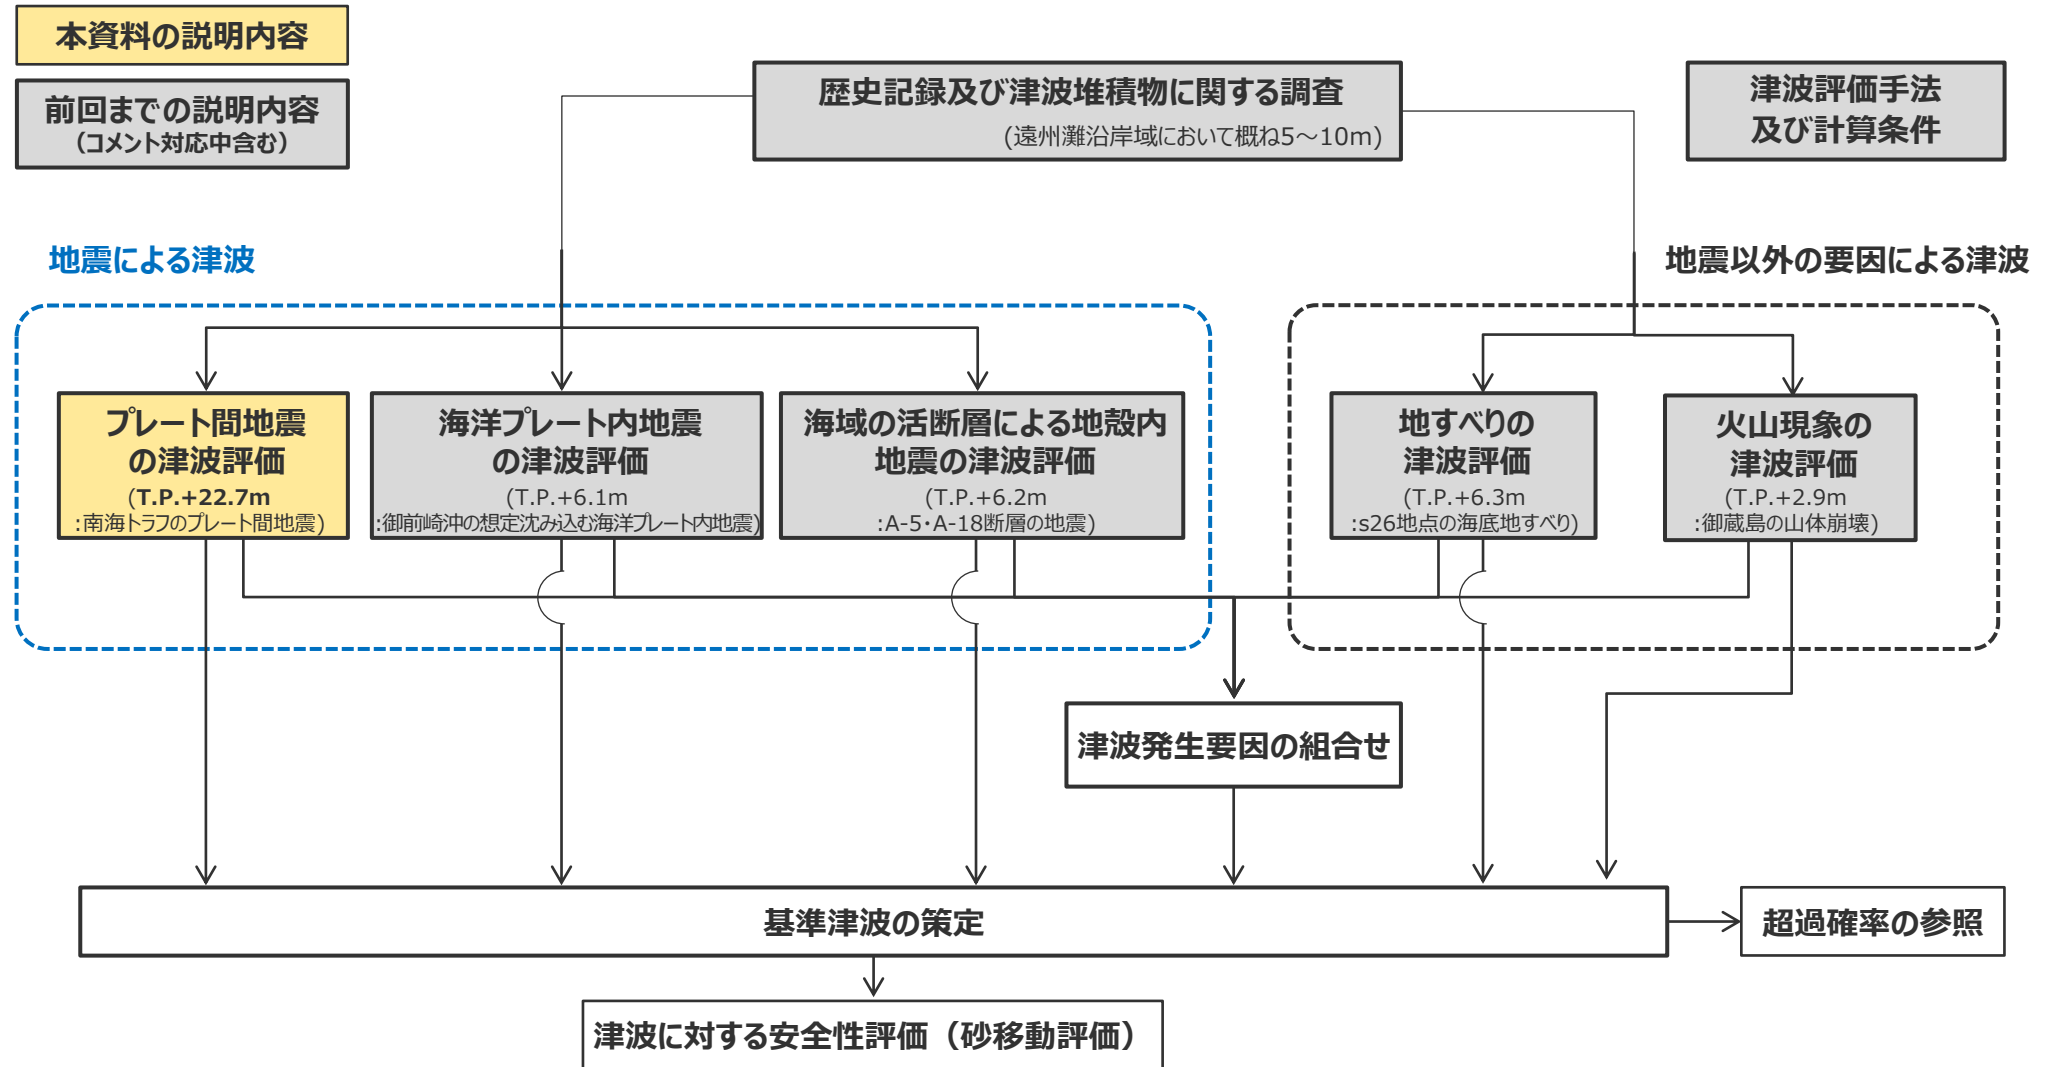 本資料の説明内容
前回までの説明内容
（コメント対応中含む）
歴史記録及び津波堆積物に関する調査
(遠州灘沿岸域において概ね5～10m)
津波評価手法
及び計算条件
地震による津波
地震以外の要因による津波
プレート間地震
の津波評価
(T.P.+22.7m
:南海トラフのプレート間地震)
海洋プレート内地震
の津波評価
(T.P.+6.1m
:御前崎沖の想定沈み込む海洋プレート内地震)
海域の活断層による地殻内
地震の津波評価
(T.P.+6.2m
:A-5・A-18断層の地震)
地すべりの
津波評価
(T.P.+6.3m
:s26地点の海底地すべり)
火山現象の
津波評価
(T.P.+2.9m
:御蔵島の山体崩壊)
津波発生要因の組合せ
基準津波の策定
超過確率の参照
津波に対する安全性評価（砂移動評価）